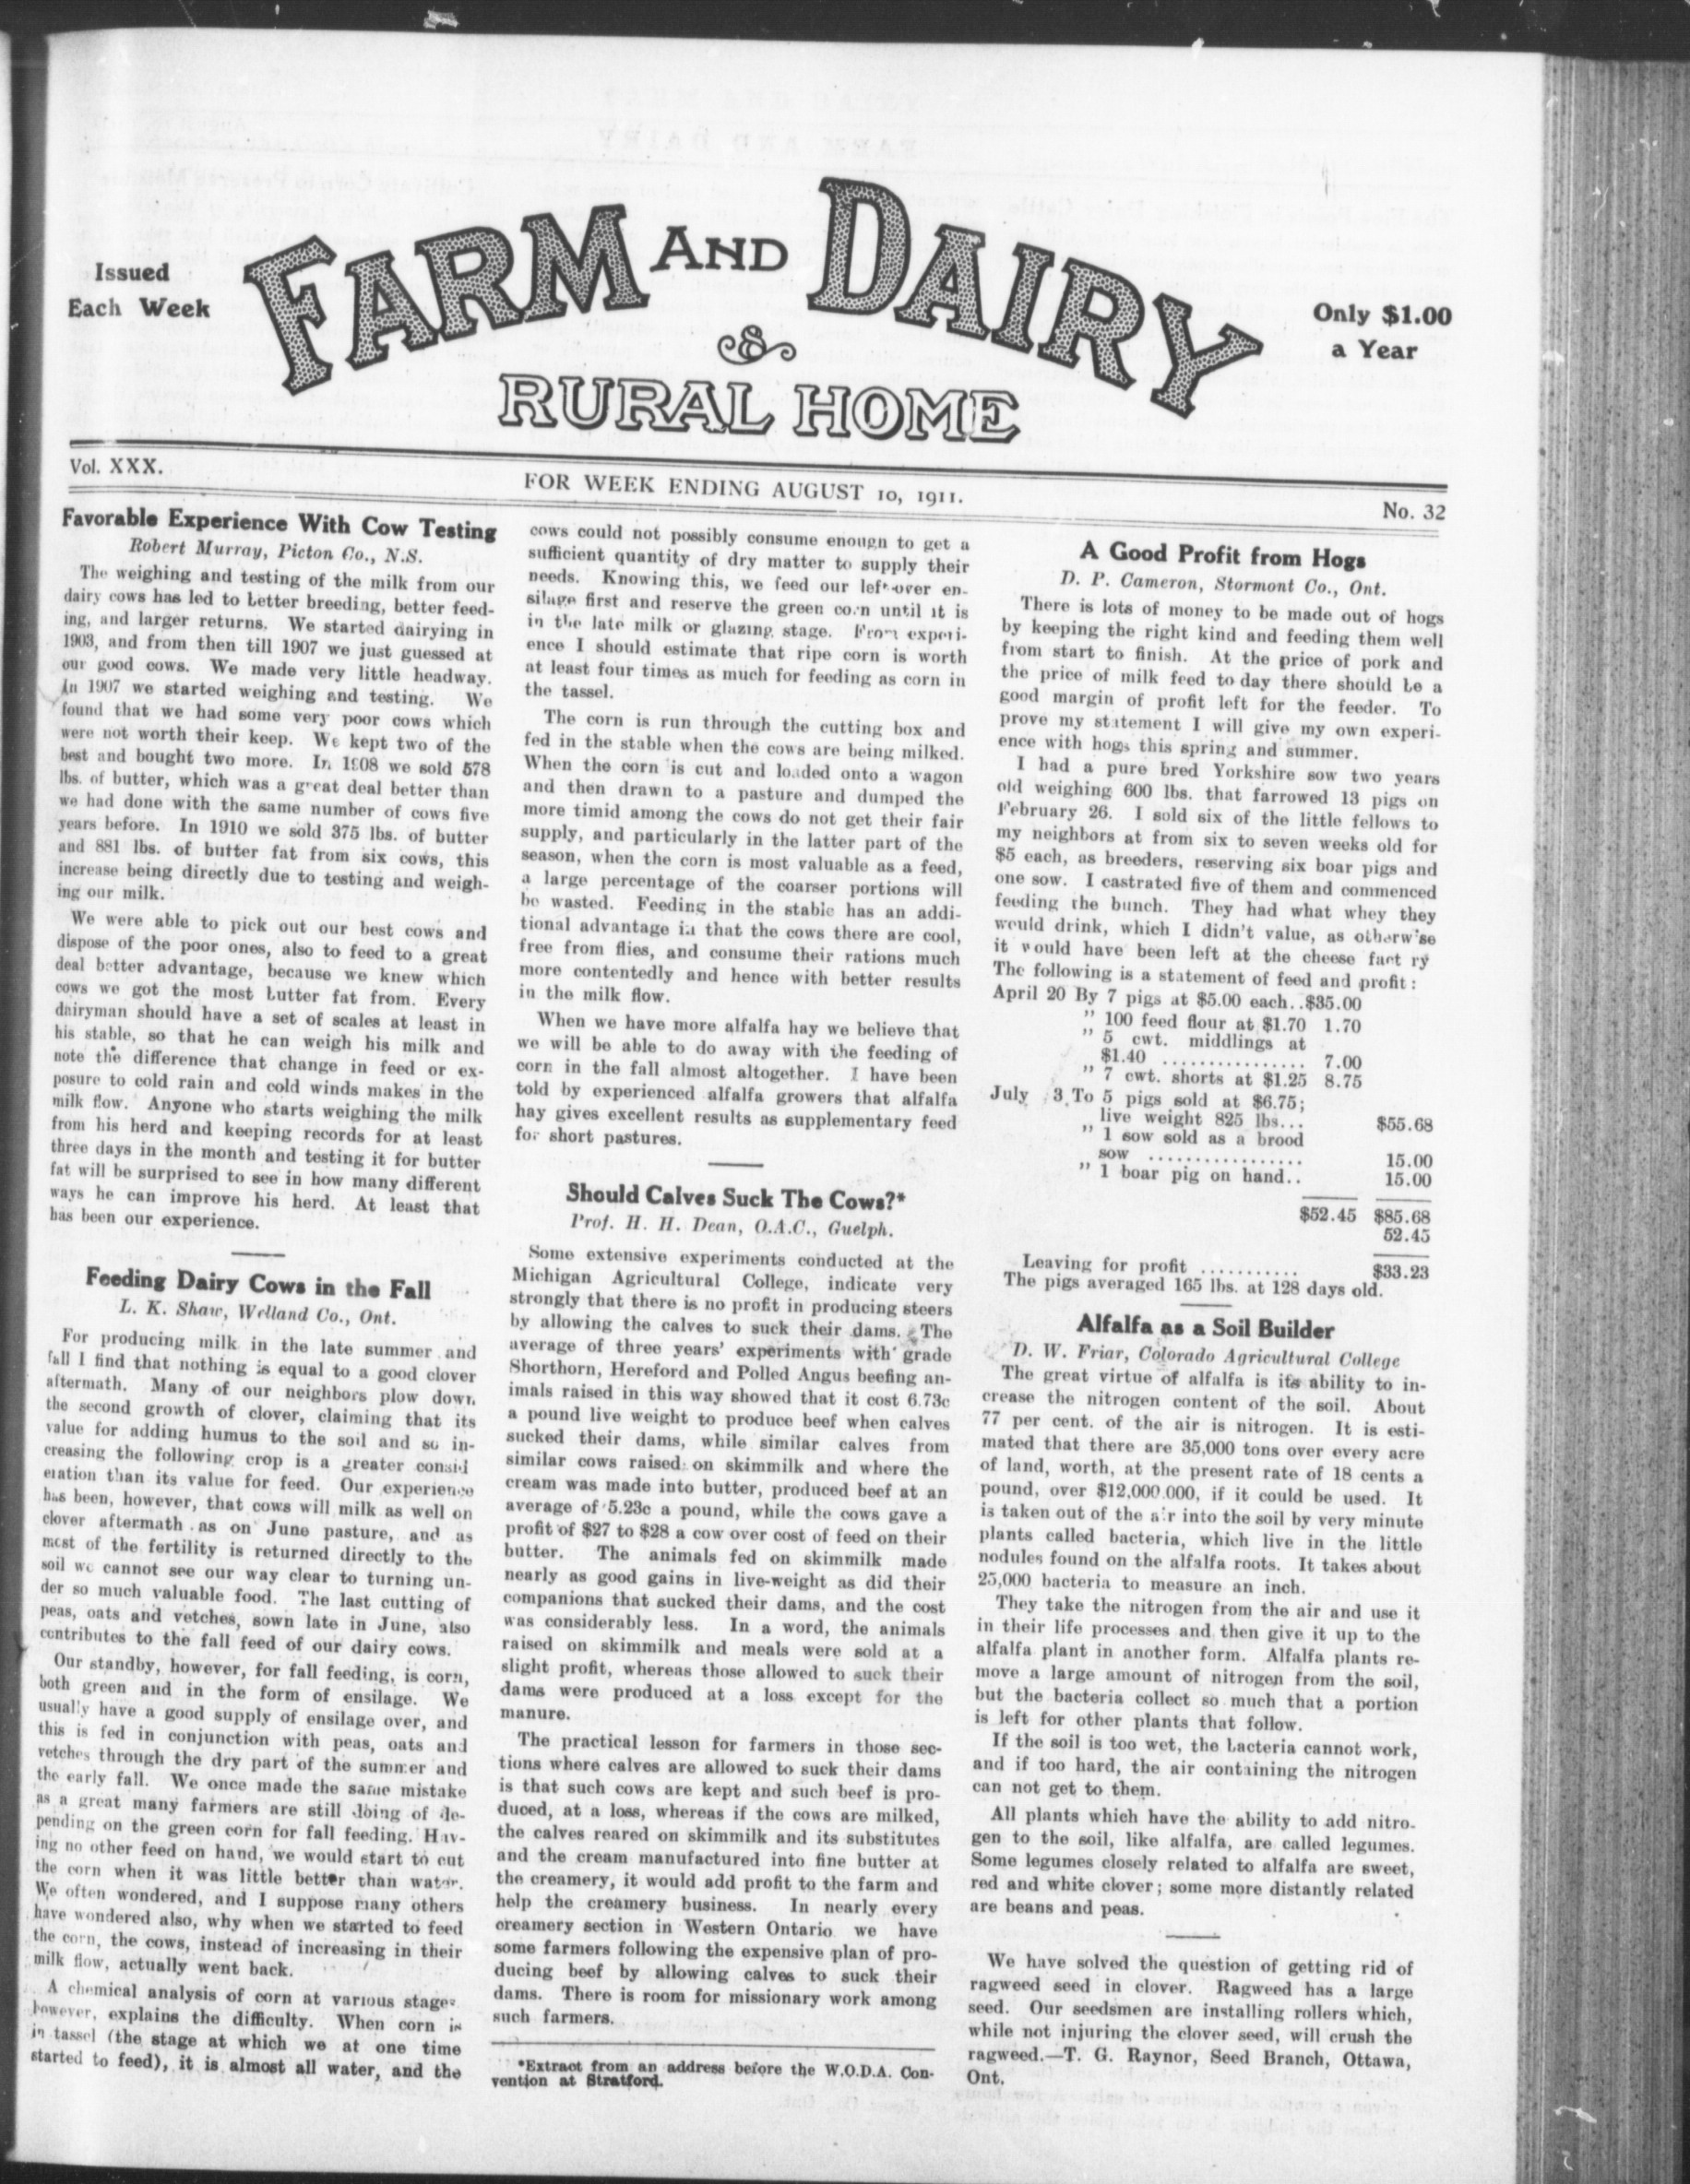 Issued
Each Week
FARM AND DAIRY
&
RURAL HOME
Only $1.00
a Year
Vol. XXX.
FOR WEEK ENDING AUGUST 10, 1911.
No. 32
Favorable Experience With Cow Testing
Robert Murray, Picton Co., N.S.
The weighing and testing of the milk from our
dairy cows has led to better breeding, better feed-
ing, and larger returns. We started dairying in
1903, and from then till 1907 we just guessed at
our good cows. We made very little headway.
In 1907 we started weighing and testing. We
found that we had some very poor cows which
were not worth their keep. We kept two of the
best and bought two more. In 1908 we sold 578
lbs. of butter, which was a great deal better than
we had done with the same number of cows five
years before. In 1910 we sold 375 lbs. of butter
and 881 lbs. of butter fat from six cows, this
increase being directly due to testing and weigh-
ing our milk.
We were able to pick out our best cows and
dispose of the poor ones, also to feed to a great
deal better advantage, because we knew which
cows we got the most butter fat from. Every
dairyman should have a set of scales at least in
his stable, so that he can weigh his milk and
note the difference that change in feed or ex-
posure to cold rain and cold winds makes in the
milk flow. Anyone who starts weighing the milk
from his herd and keeping records for at least
three days in the month and testing it for butter
fat will be surprised to see in how many different
ways he can improve his herd. At least that
has been our experience.
Feeding Dairy Cows in the Fall
L. K. Shaw, Welland Co., Ont.
For producing milk in the late summer and
fall I find that nothing is equal to a good clover
aftermath. Many of our neighbors plow down
the second growth of clover, claiming that its
value for adding humus to the soil and so in-
creasing the following crop is a greater consid
eration than its value for feed. Our experience
has been, however, that cows will milk as well on
clover aftermath as on June pasture, and as
most of the fertility is returned directly to the
soil we cannot see our way clear to turning un-
der so much valuable food. The last cutting of
peas, oats and vetches, sown late in June, also
contributes to the fall feed of our dairy cows.
Our standby, however, for fall feeding, is corn,
both green and in the form of ensilage. We
usually have a good supply of ensilage over, and
this is fed in conjunction with peas, oats and
vetches through the dry part of the summer and
the early fall. We once made the same mistake
as a great many farmers are still doing of de-
pending on the green corn for fall feeding. Hav-
ing no other feed on hand, we would start to cut
the corn when it was little better than water.
We often wondered, and I suppose many others
have wondered also, why when we started to feed
the corn, the cows, instead of increasing in their
milk flow, actually went back.
A chemical analysis of corn at various stages
however, explains the difficulty. When corn is
in tassel (the stage at which we at one time
started to feed), it is almost all water, and the
cows could not possibly consume enough to get a
sufficient quantity of dry matter to supply their
needs. Knowing this, we feed our left-over en-
silage first and reserve the green corn until it is
in the late milk or glazing stage. From experi-
ence I should estimate that ripe corn is worth
at least four times as much for feeding as corn in
the tassel.
The corn is run through the cutting box and
fed in the stable when the cows are being milked.
When the corn is cut and loaded onto a wagon
and then drawn to a pasture and dumped the
more timid among the cows do not get their fair
supply, and particularly in the latter part of the
season, when the corn is most valuable as a feed,
a large percentage of the coarser portions will
be wasted. Feeding in the stable has an addi-
tional advantage in that the cows there are cool,
free from flies, and consume their rations much
more contentedly and hence with better results
in the milk flow.
When we have more alfalfa hay we believe that
we will be able to do away with the feeding of
corn in the fall almost altogether. I have been
told by experienced alfalfa growers that alfalfa
hay gives excellent results as supplementary feed
for short pastures.
Should Calves Suck The Cows?*
Prof. H. H. Dean, O.A.C., Guelph.
Some extensive experiments conducted at the
Michigan Agricultural College, indicate very
strongly that there is no profit in producing steers
by allowing the calves to suck their dams. The
average of three years' experiments with grade
Shorthorn, Hereford and Polled Angus beefing an-
imals raised in this way showed that it cost 6.73c
a pound live weight to produce beef when calves
sucked their dams, while similar calves from
similar cows raised on skimmilk and where the
cream was made into butter, produced beef at an
average of 5.23c a pound, while the cows gave a
profit of $27 to $28 a cow over cost of feed on their
butter. The animals fed on skimmilk made
nearly as good gains in live-weight as did their
companions that sucked their dams, and the cost
was considerably less. In a word, the animals
raised on skimmilk and meals were sold at a
slight profit, whereas those allowed to suck their
dams were produced at a loss except for the
manure.
The practical lesson for farmers in those sec-
tions where calves are allowed to suck their dams
is that such cows are kept and such beef is pro-
duced, at a loss, whereas if the cows are milked,
the calves reared on skimmilk and its substitutes
and the cream manufactured into fine butter at
the creamery, it would add profit to the farm and
help the creamery business. In nearly every
creamery section in Western Ontario we have
some farmers following the expensive plan of pro-
ducing beef by allowing calves to suck their
dams. There is room for missionary work among
such farmers.
*Extract from an address before the W.O.D.A. Con-
vention at Stratford.
A Good Profit from Hogs
D. P. Cameron, Stormont Co., Ont.
There is lots of money to be made out of hogs
by keeping the right kind and feeding them well
from start to finish. At the price of pork and
the price of milk feed to day there should be a
good margin of profit left for the feeder. To
prove my statement I will give my own experi-
ence with hogs this spring and summer.
I had a pure bred Yorkshire sow two years
old weighing 600 lbs. that farrowed 13 pigs on
February 26. I sold six of the little fellows to
my neighbors at from six to seven weeks old for
$5 each, as breeders, reserving six boar pigs and
one sow. I castrated five of them and commenced
feeding the bunch. They had what whey they
would drink, which I didn't value, as otherwise
it would have been left at the cheese fact ry
The following is a statement of feed and profit:
April 20 By 7 pigs at $5.00 each..$35.00
" 100 feed flour at $1.70 1.70
" 5 cwt. middlings at
$1.40 ................ 7.00
" 7 cwt. shorts at $1.25 8.75
July 3 To 5 pigs sold at $6.75;
live weight 825 lbs... $55.68
" 1 sow sold as a brood
sow ................. 15.00
" 1 boar pig on hand.. 15.00
$52.45 $85.68
52.45
Leaving for profit ........... $33.23
The pigs averaged 165 lbs. at 128 days old.
Alfalfa as a Soil Builder
D. W. Friar, Colorado Agricultural College
The great virtue of alfalfa is its ability to in-
crease the nitrogen content of the soil. About
77 per cent. of the air is nitrogen. It is esti-
mated that there are 35,000 tons over every acre
of land, worth, at the present rate of 18 cents a
pound, over $12,000.000, if it could be used. It
is taken out of the air into the soil by very minute
plants called bacteria, which live in the little
nodules found on the alfalfa roots. It takes about
25,000 bacteria to measure an inch.
They take the nitrogen from the air and use it
in their life processes and then give it up to the
alfalfa plant in another form. Alfalfa plants re-
move a large amount of nitrogen from the soil,
but the bacteria collect so much that a portion
is left for other plants that follow.
If the soil is too wet, the bacteria cannot work,
and if too hard, the air containing the nitrogen
can not get to them.
All plants which have the ability to add nitro-
gen to the soil, like alfalfa, are called legumes.
Some legumes closely related to alfalfa are sweet,
red and white clover; some more distantly related
are beans and peas.
We have solved the question of getting rid of
ragweed seed in clover. Ragweed has a large
seed. Our seedsmen are installing rollers which,
while not injuring the clover seed, will crush the
ragweed.—T. G. Raynor, Seed Branch, Ottawa,
Ont.